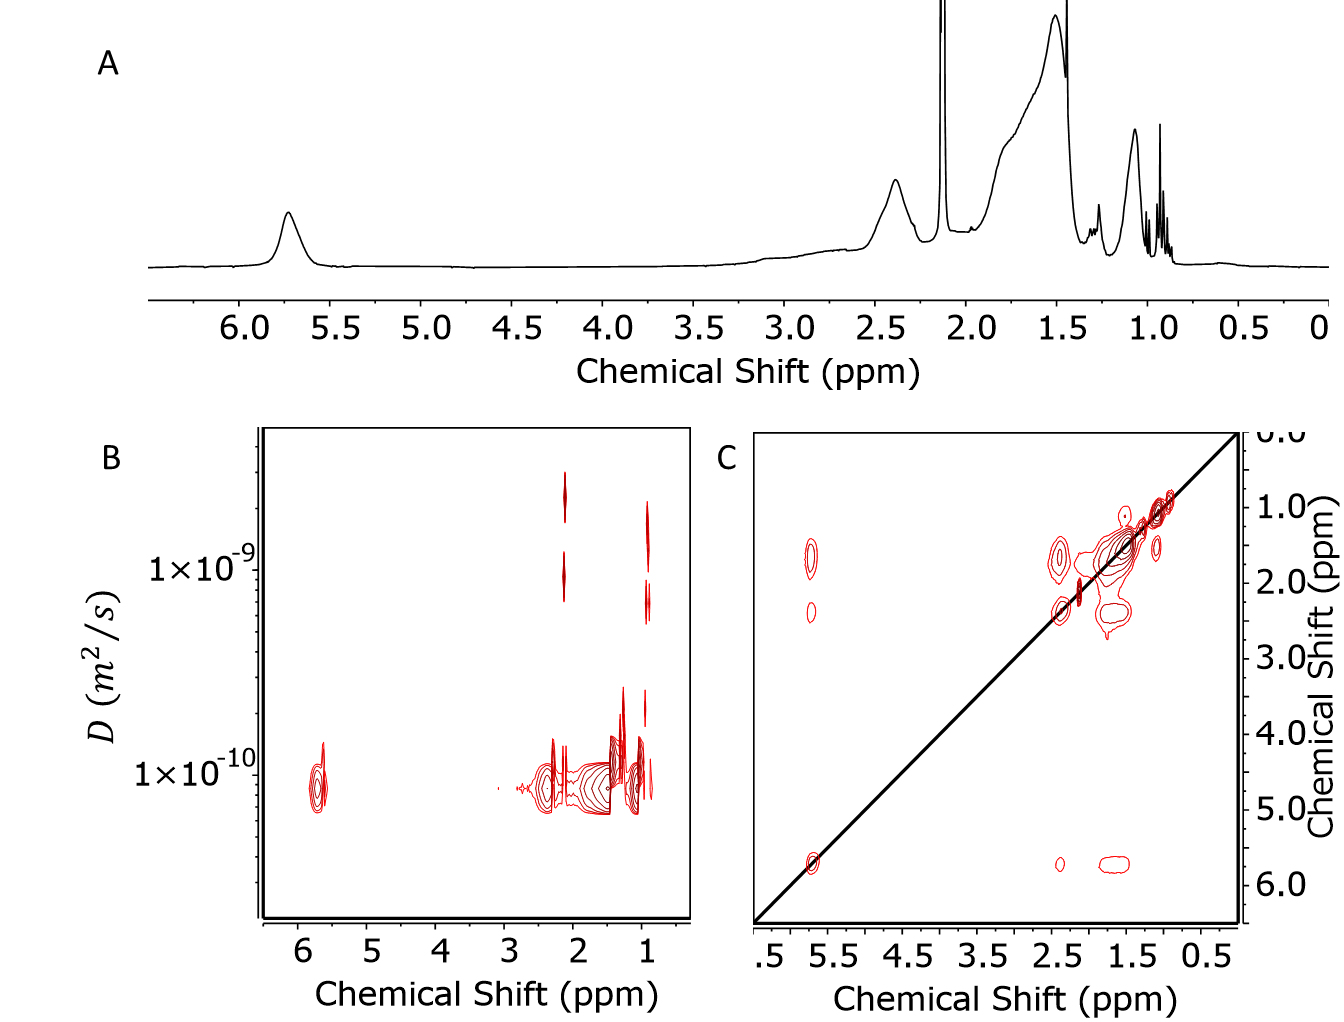 A
6.0 5.5 5.0 4.5 4.0 3.5 3.0 2.5 2.0 1.5 1.0 0.5 0
Chemical Shift (ppm)
B
1×10⁻⁹
1×10⁻¹⁰
D (m²/s)
6 5 4 3 2 1
Chemical Shift (ppm)
C
0.0
1.0
2.0
3.0
4.0
5.0
6.0
Chemical Shift (ppm)
.5 5.5 4.5 3.5 2.5 1.5 0.5
Chemical Shift (ppm)